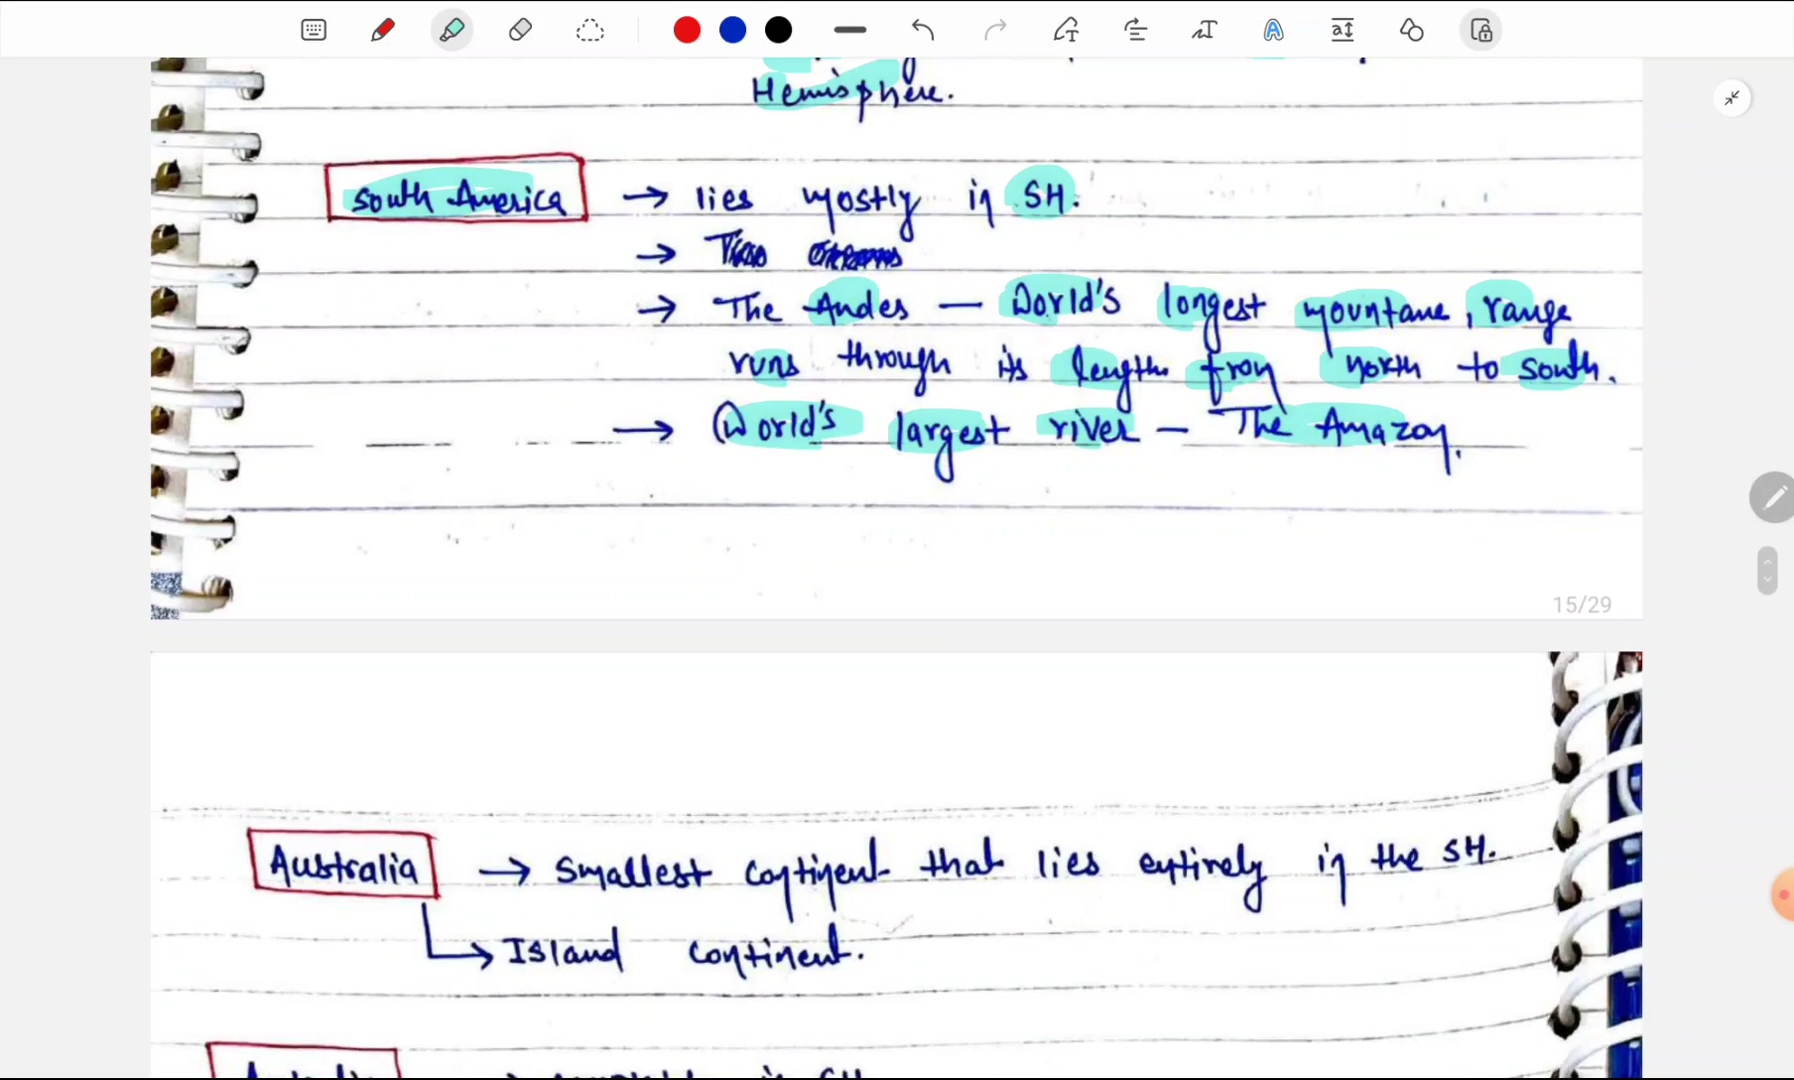 Hemisphere.
South America → lies mostly in SH.
→
→ The Andes — World's longest mountane, range
runs through its lengths from north to south.
→ World's largest river — The Amazon.
15/29
Australia → Smallest continent that lies entirely in the SH.
↳ Island continent.